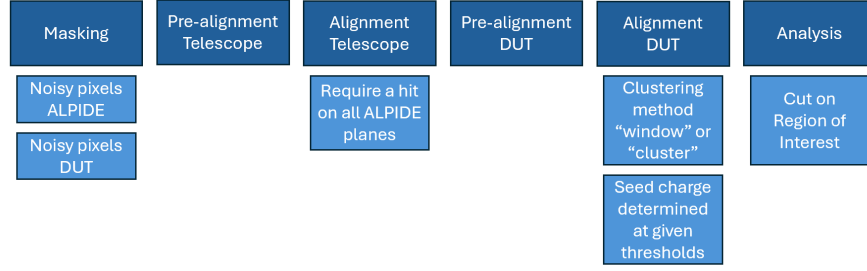 Masking
Noisy pixels
ALPIDE
Noisy pixels
DUT
Pre-alignment
Telescope
Alignment
Telescope
Require a hit
on all ALPIDE
planes
Pre-alignment
DUT
Alignment
DUT
Clustering
method
“window” or
“cluster”
Seed charge
determined
at given
thresholds
Analysis
Cut on
Region of
Interest